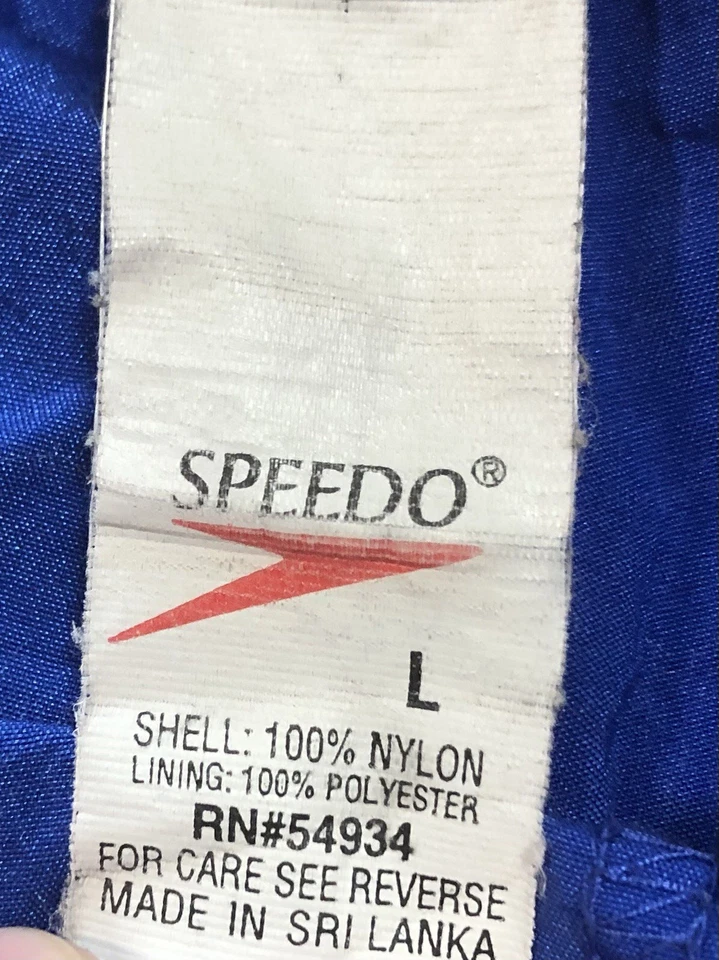 SPEEDO®
L
SHELL: 100% NYLON
LINING: 100% POLYESTER
RN#54934
FOR CARE SEE REVERSE
MADE IN SRI LANKA